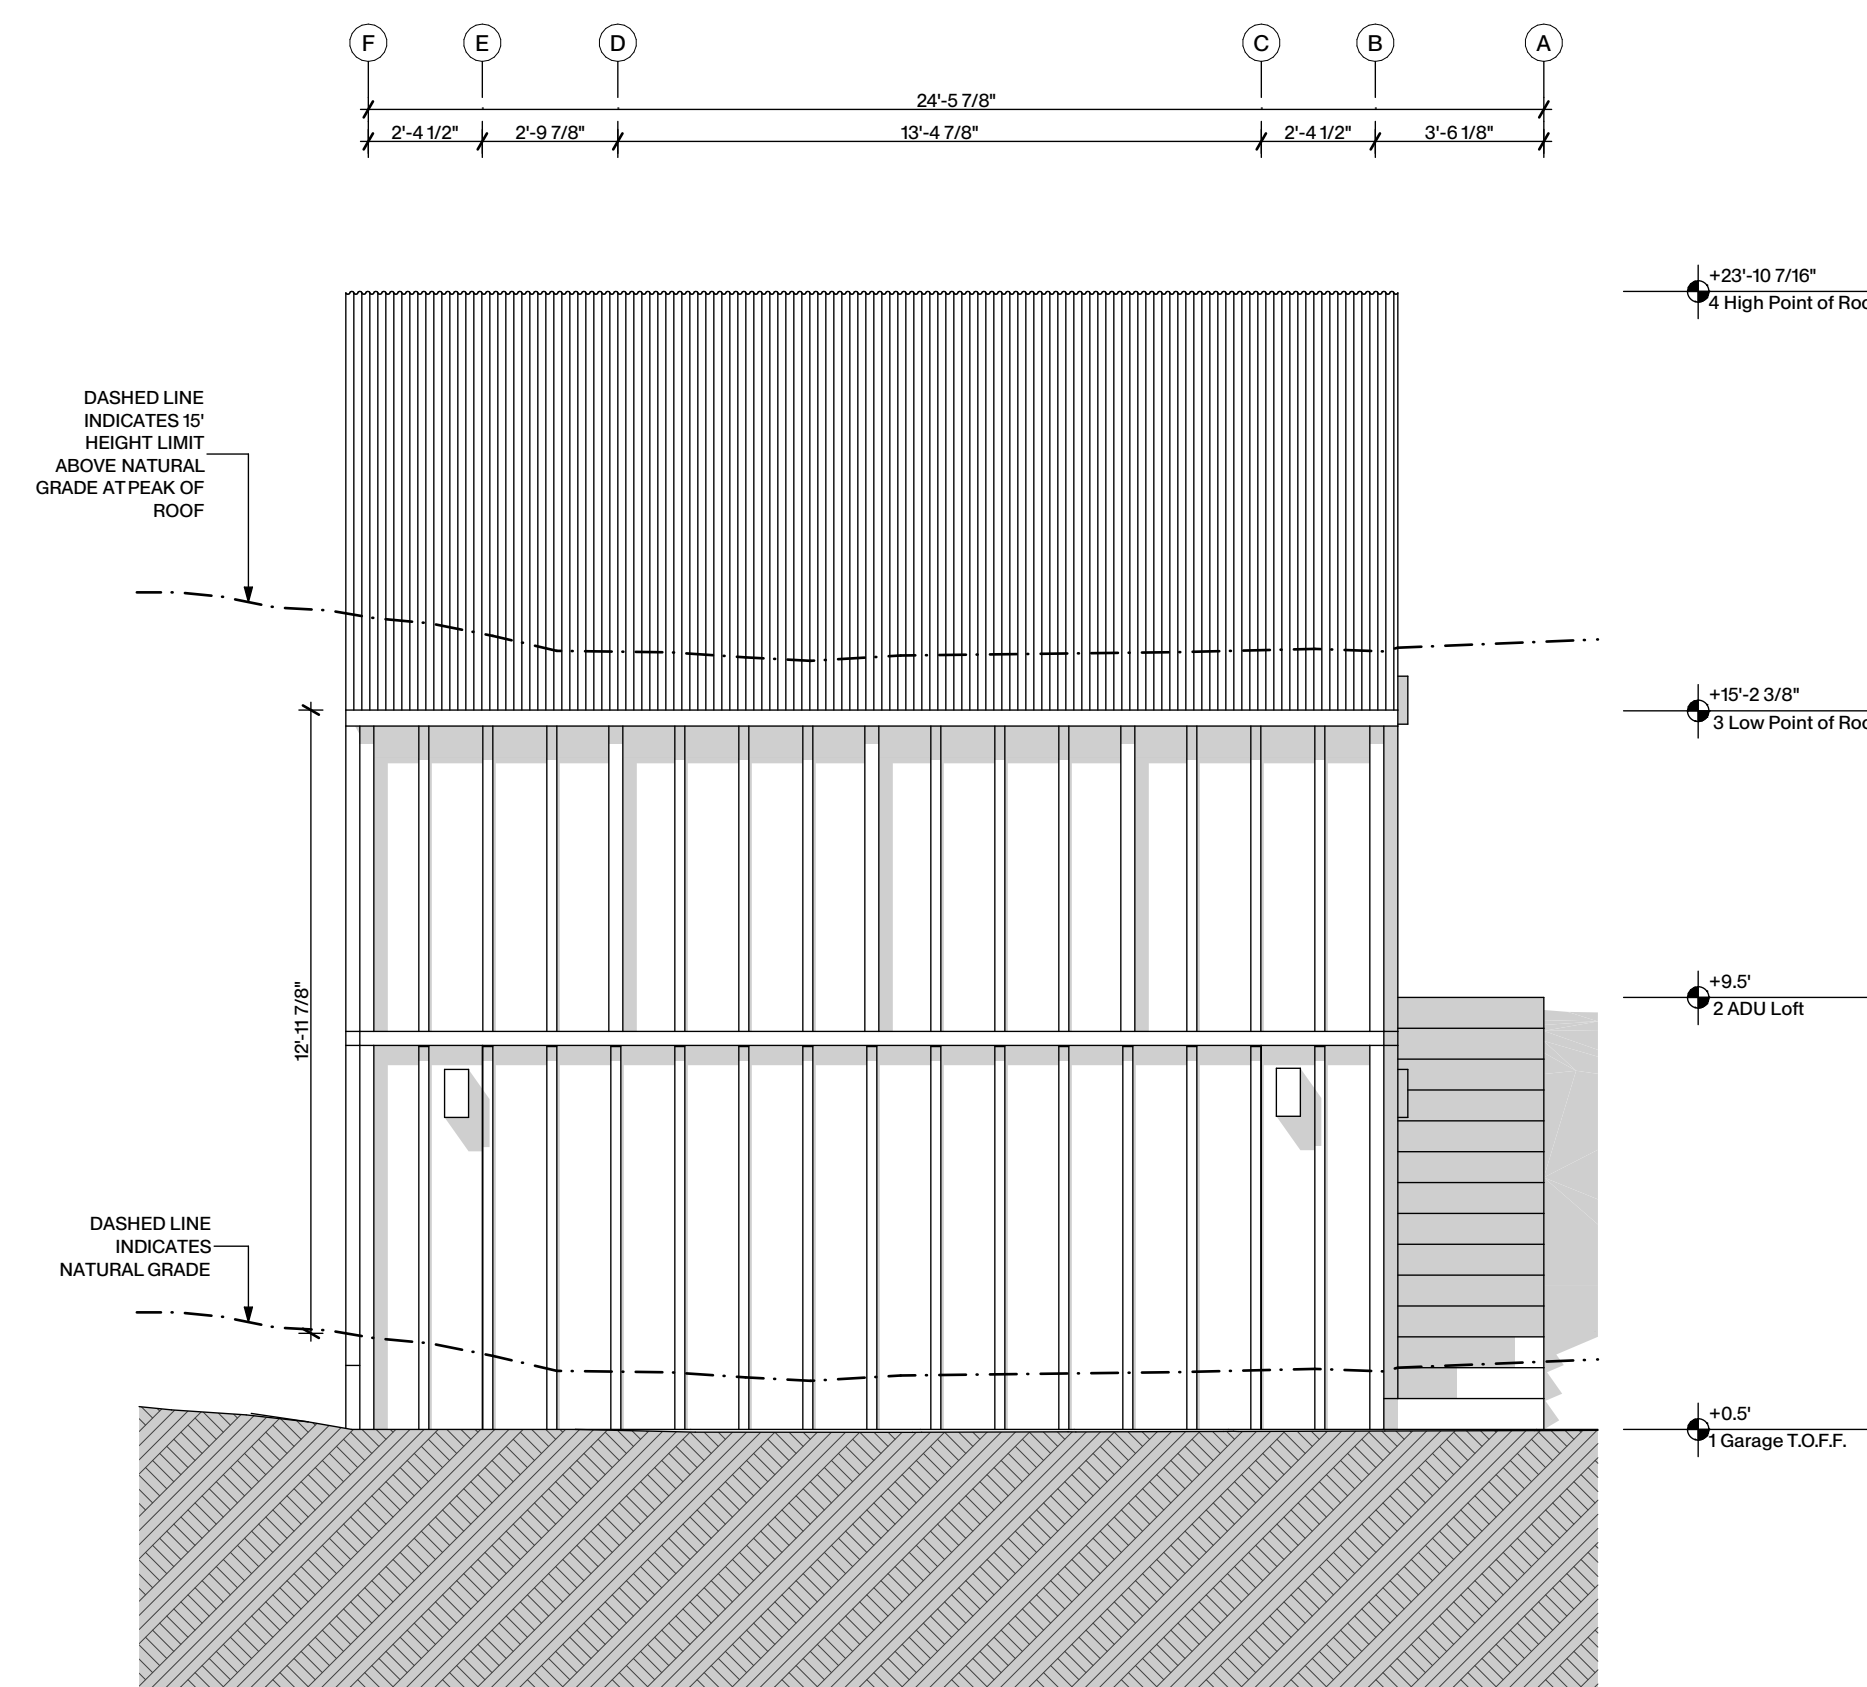 F E D C B A
24'-5 7/8"
2'-4 1/2" 2'-9 7/8" 13'-4 7/8" 2'-4 1/2" 3'-6 1/8"
+23'-10 7/16"
4 High Point of Roo
DASHED LINE
INDICATES 15'
HEIGHT LIMIT
ABOVE NATURAL
GRADE AT PEAK OF
ROOF
+15'-2 3/8"
3 Low Point of Roo
+9.5'
2 ADU Loft
12'-11 7/8"
DASHED LINE
INDICATES
NATURAL GRADE
+0.5'
1 Garage T.O.F.F.